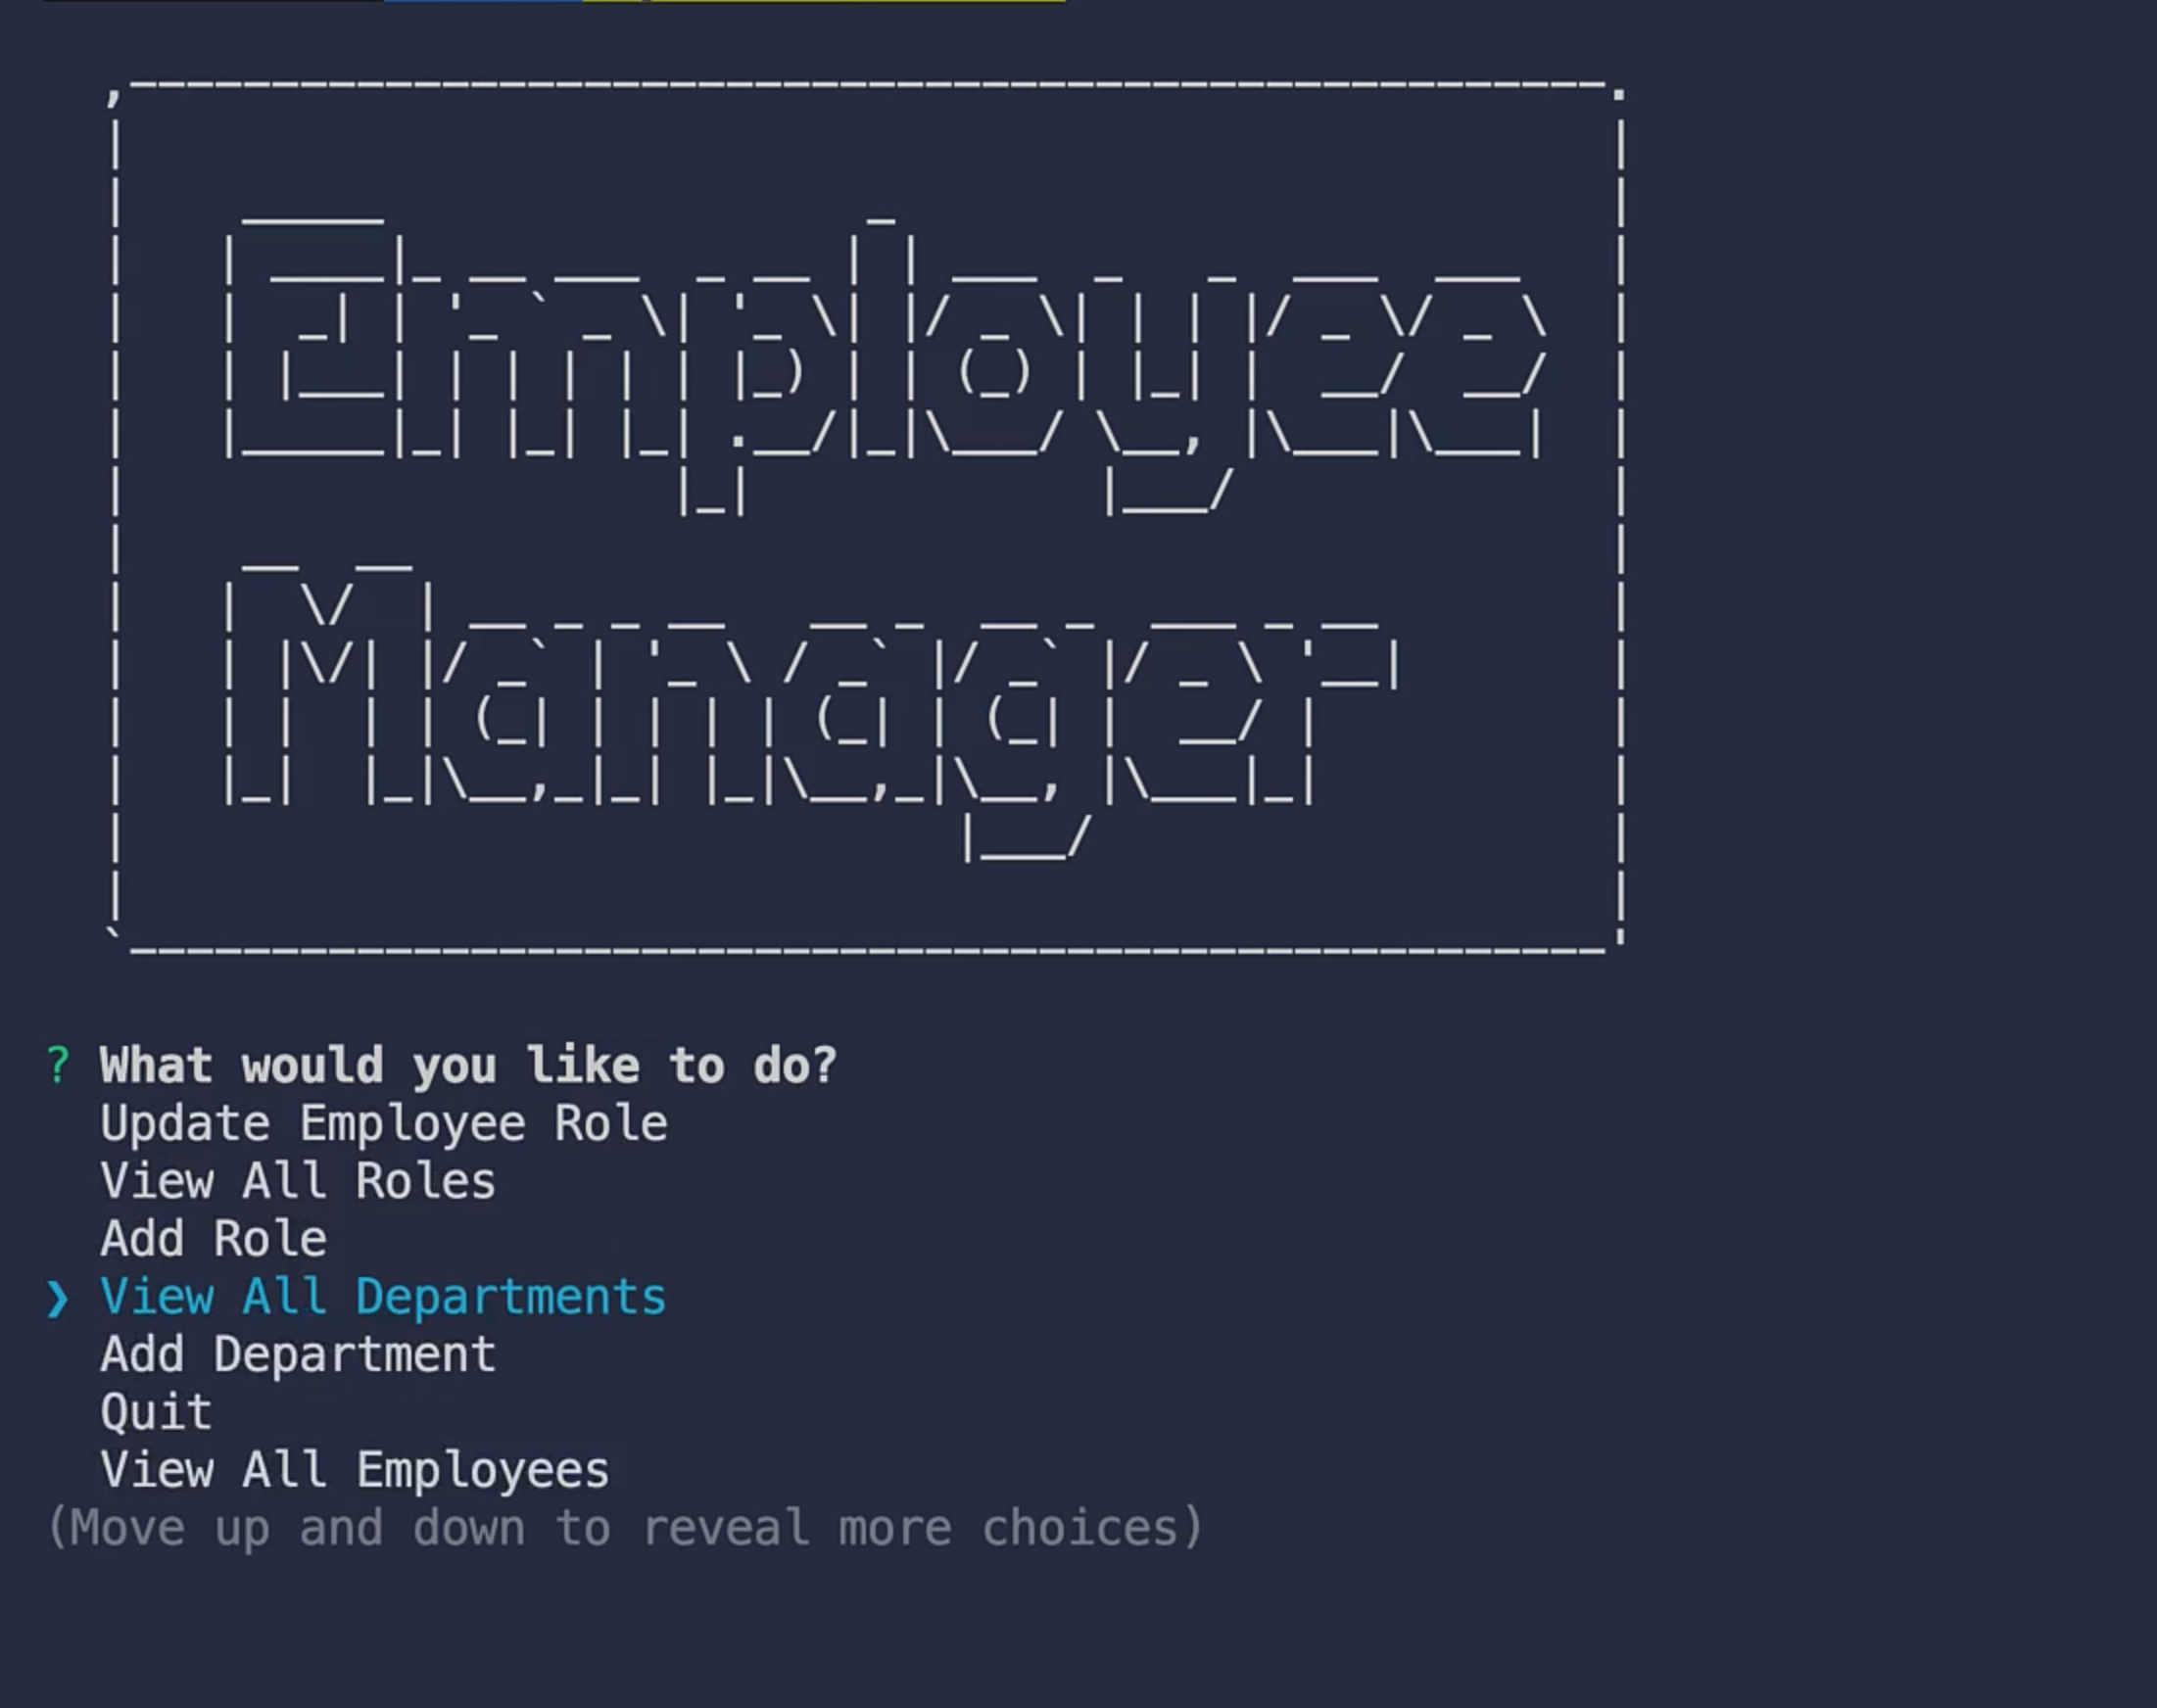 Employee
Manager
? What would you like to do?
Update Employee Role
View All Roles
Add Role
❯ View All Departments
Add Department
Quit
View All Employees
(Move up and down to reveal more choices)